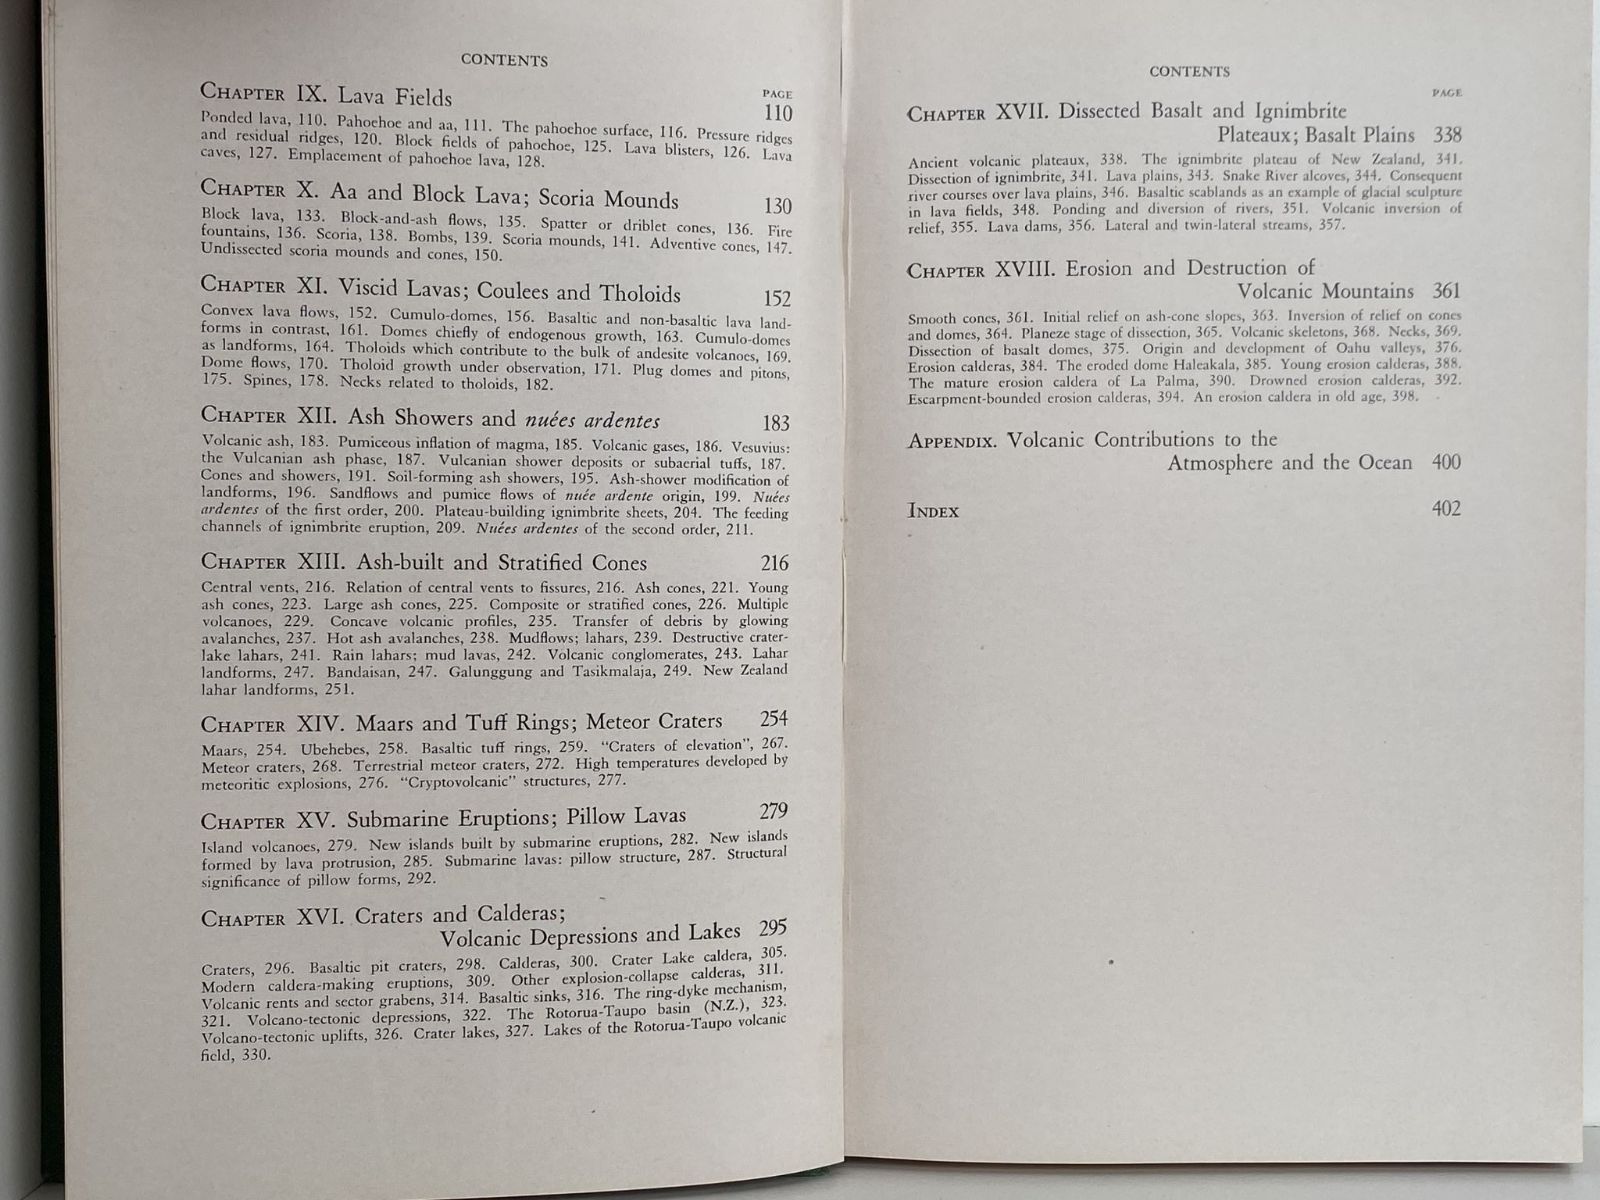 CONTENTS
PAGE
CHAPTER IX. Lava Fields 110
Ponded lava, 110. Pahoehoe and aa, 111. The pahoehoe surface, 116. Pressure ridges
and residual ridges, 120. Block fields of pahoehoe, 125. Lava blisters, 126. Lava
caves, 127. Emplacement of pahoehoe lava, 128.
CHAPTER X. Aa and Block Lava; Scoria Mounds 130
Block lava, 133. Block-and-ash flows, 135. Spatter or driblet cones, 136. Fire
fountains, 136. Scoria, 138. Bombs, 139. Scoria mounds, 141. Adventive cones, 147.
Undissected scoria mounds and cones, 150.
CHAPTER XI. Viscid Lavas; Coulees and Tholoids 152
Convex lava flows, 152. Cumulo-domes, 156. Basaltic and non-basaltic lava land-
forms in contrast, 161. Domes chiefly of endogenous growth, 163. Cumulo-domes
as landforms, 164. Tholoids which contribute to the bulk of andesite volcanoes, 169.
Dome flows, 170. Tholoid growth under observation, 171. Plug domes and pitons,
175. Spines, 178. Necks related to tholoids, 182.
CHAPTER XII. Ash Showers and nuées ardentes 183
Volcanic ash, 183. Pumiceous inflation of magma, 185. Volcanic gases, 186. Vesuvius:
the Vulcanian ash phase, 187. Vulcanian shower deposits or subaerial tuffs, 187.
Cones and showers, 191. Soil-forming ash showers, 195. Ash-shower modification of
landforms, 196. Sandflows and pumice flows of nuée ardente origin, 199. Nuées
ardentes of the first order, 200. Plateau-building ignimbrite sheets, 204. The feeding
channels of ignimbrite eruption, 209. Nuées ardentes of the second order, 211.
CHAPTER XIII. Ash-built and Stratified Cones 216
Central vents, 216. Relation of central vents to fissures, 216. Ash cones, 221. Young
ash cones, 223. Large ash cones, 225. Composite or stratified cones, 226. Multiple
volcanoes, 229. Concave volcanic profiles, 235. Transfer of debris by glowing
avalanches, 237. Hot ash avalanches, 238. Mudflows; lahars, 239. Destructive crater-
lake lahars, 241. Rain lahars; mud lavas, 242. Volcanic conglomerates, 243. Lahar
landforms, 247. Bandaisan, 247. Galunggung and Tasikmalaja, 249. New Zealand
lahar landforms, 251.
CHAPTER XIV. Maars and Tuff Rings; Meteor Craters 254
Maars, 254. Ubehebes, 258. Basaltic tuff rings, 259. "Craters of elevation", 267.
Meteor craters, 268. Terrestrial meteor craters, 272. High temperatures developed by
meteoritic explosions, 276. "Cryptovolcanic" structures, 277.
CHAPTER XV. Submarine Eruptions; Pillow Lavas 279
Island volcanoes, 279. New islands built by submarine eruptions, 282. New islands
formed by lava protrusion, 285. Submarine lavas: pillow structure, 287. Structural
significance of pillow forms, 292.
CHAPTER XVI. Craters and Calderas;
Volcanic Depressions and Lakes 295
Craters, 296. Basaltic pit craters, 298. Calderas, 300. Crater Lake caldera, 305.
Modern caldera-making eruptions, 309. Other explosion-collapse calderas, 311.
Volcanic rents and sector grabens, 314. Basaltic sinks, 316. The ring-dyke mechanism,
321. Volcano-tectonic depressions, 322. The Rotorua-Taupo basin (N.Z.), 323.
Volcano-tectonic uplifts, 326. Crater lakes, 327. Lakes of the Rotorua-Taupo volcanic
field, 330.
CONTENTS
PAGE
CHAPTER XVII. Dissected Basalt and Ignimbrite
Plateaux; Basalt Plains 338
Ancient volcanic plateaux, 338. The ignimbrite plateau of New Zealand, 341.
Dissection of ignimbrite, 341. Lava plains, 343. Snake River alcoves, 344. Consequent
river courses over lava plains, 346. Basaltic scablands as an example of glacial sculpture
in lava fields, 348. Ponding and diversion of rivers, 351. Volcanic inversion of
relief, 355. Lava dams, 356. Lateral and twin-lateral streams, 357.
CHAPTER XVIII. Erosion and Destruction of
Volcanic Mountains 361
Smooth cones, 361. Initial relief on ash-cone slopes, 363. Inversion of relief on cones
and domes, 364. Planeze stage of dissection, 365. Volcanic skeletons, 368. Necks, 369.
Dissection of basalt domes, 375. Origin and development of Oahu valleys, 376.
Erosion calderas, 384. The eroded dome Haleakala, 385. Young erosion calderas, 388.
The mature erosion caldera of La Palma, 390. Drowned erosion calderas, 392.
Escarpment-bounded erosion calderas, 394. An erosion caldera in old age, 398.
APPENDIX. Volcanic Contributions to the
Atmosphere and the Ocean 400
INDEX 402